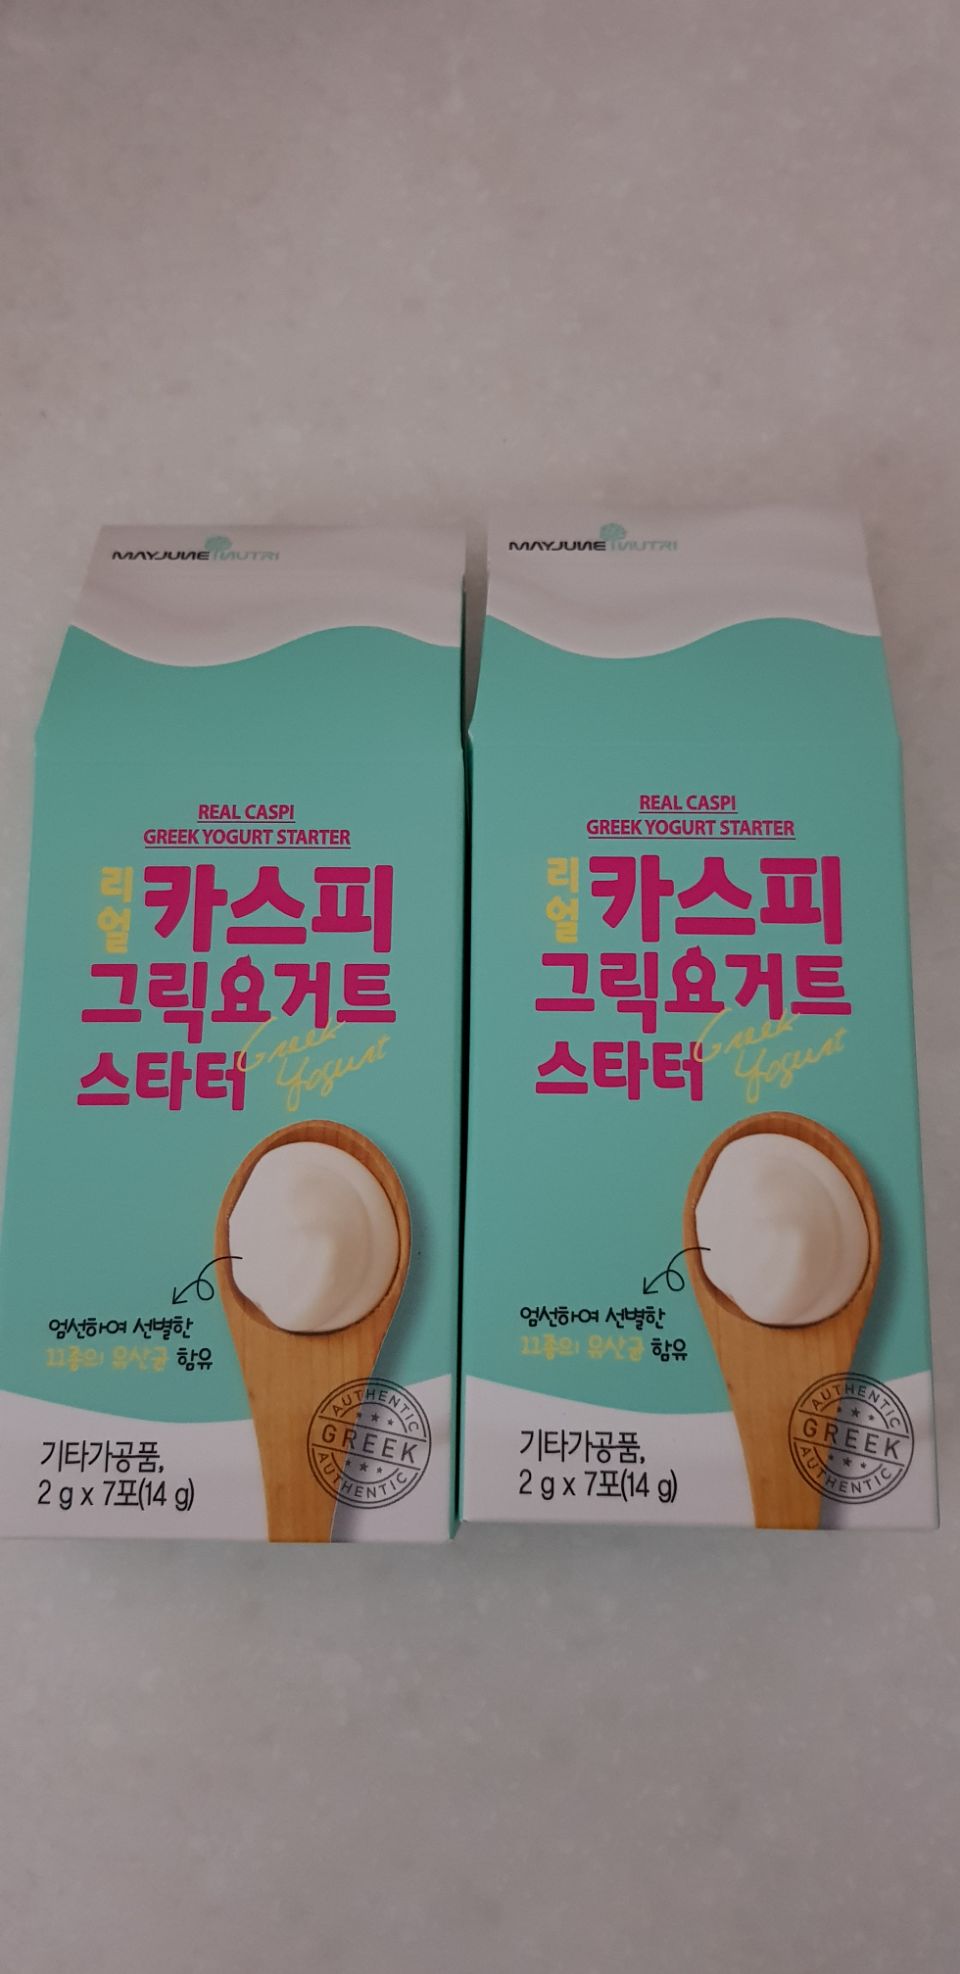 MAYJUNE NUTRI
REAL CASPI
GREEK YOGURT STARTER
리얼
카스피
그릭요거트
스타터
Greek
Yogurt
엄선하여 선별한
11종의 유산균 함유
기타가공품,
2 g x 7포(14 g)
AUTHENTIC
GREEK
AUTHENTIC
MAYJUNE NUTRI
REAL CASPI
GREEK YOGURT STARTER
리얼
카스피
그릭요거트
스타터
Greek
Yogurt
엄선하여 선별한
11종의 유산균 함유
기타가공품,
2 g x 7포(14 g)
AUTHENTIC
GREEK
AUTHENTIC